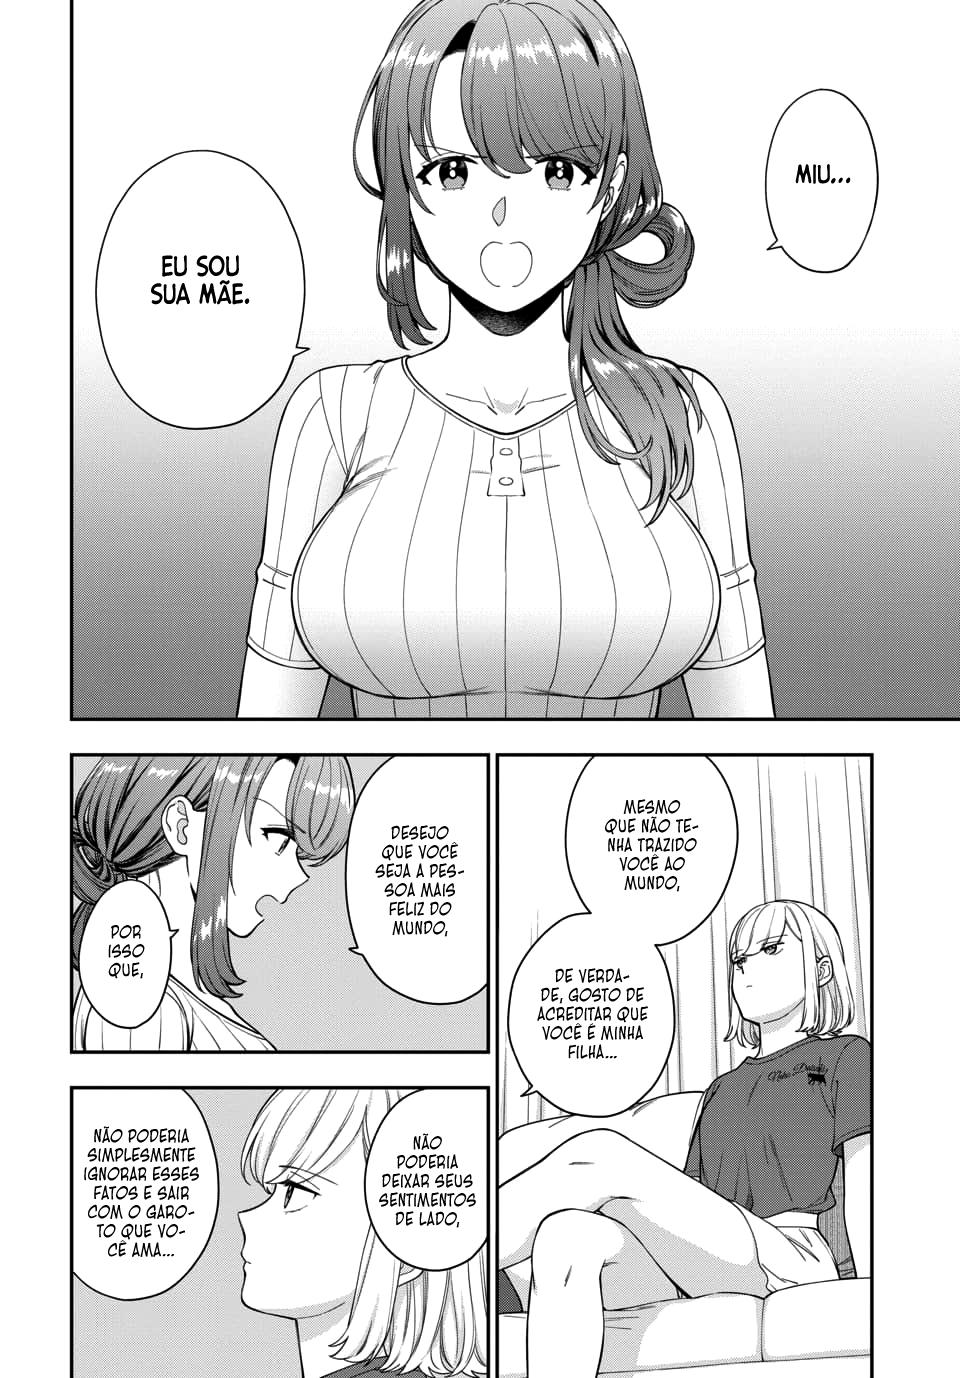 MIU...
EU SOU
SUA MÃE.
MESMO
QUE NÃO TE-
NHA TRAZIDO
VOCÊ AO
MUNDO,
DE VERDA-
DE, GOSTO DE
ACREDITAR QUE
VOCÊ É MINHA
FILHA...
DESEJO
QUE VOCÊ
SEJA A PES-
SOA MAIS
FELIZ DO
MUNDO,
POR
ISSO
QUE,
NÃO
PODERIA
DEIXAR SEUS
SENTIMENTOS
DE LADO,
NÃO PODERIA
SIMPLESMENTE
IGNORAR ESSES
FATOS E SAIR
COM O GARO-
TO QUE VO-
CÊ AMA...